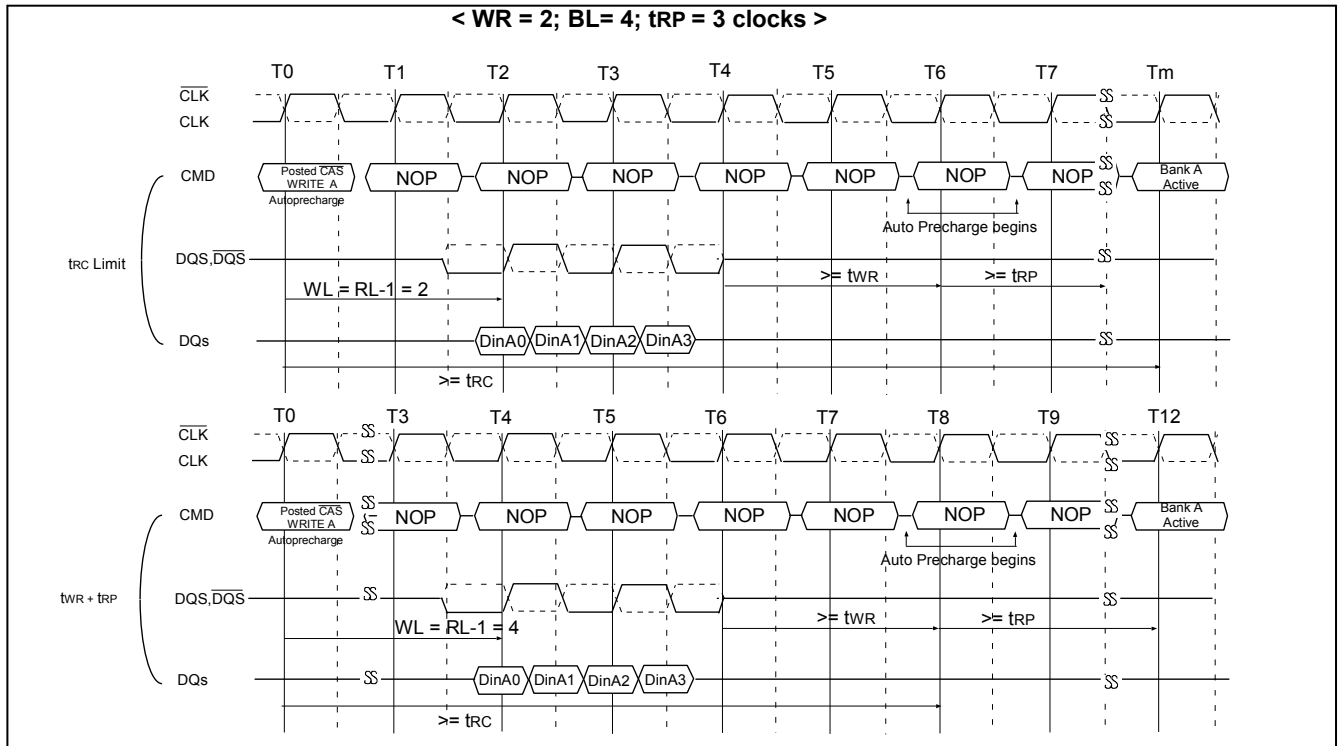 < WR = 2; BL= 4; tRP = 3 clocks >
T0 T1 T2 T3 T4 T5 T6 T7 Tm
CLK
CLK
CMD
Posted CAS
WRITE A
Autoprecharge
NOP NOP NOP NOP NOP NOP NOP
Bank A
Active
Auto Precharge begins
tRC Limit
DQS,DQS
WL = RL-1 = 2
>= tWR
>= tRP
DQs
DinA0 DinA1 DinA2 DinA3
>= tRC
T0 T3 T4 T5 T6 T7 T8 T9 T12
CLK
CLK
CMD
Posted CAS
WRITE A
Autoprecharge
NOP NOP NOP NOP NOP NOP NOP
Bank A
Active
Auto Precharge begins
tWR + tRP
DQS,DQS
WL = RL-1 = 4
>= tWR
>= tRP
DQs
DinA0 DinA1 DinA2 DinA3
>= tRC